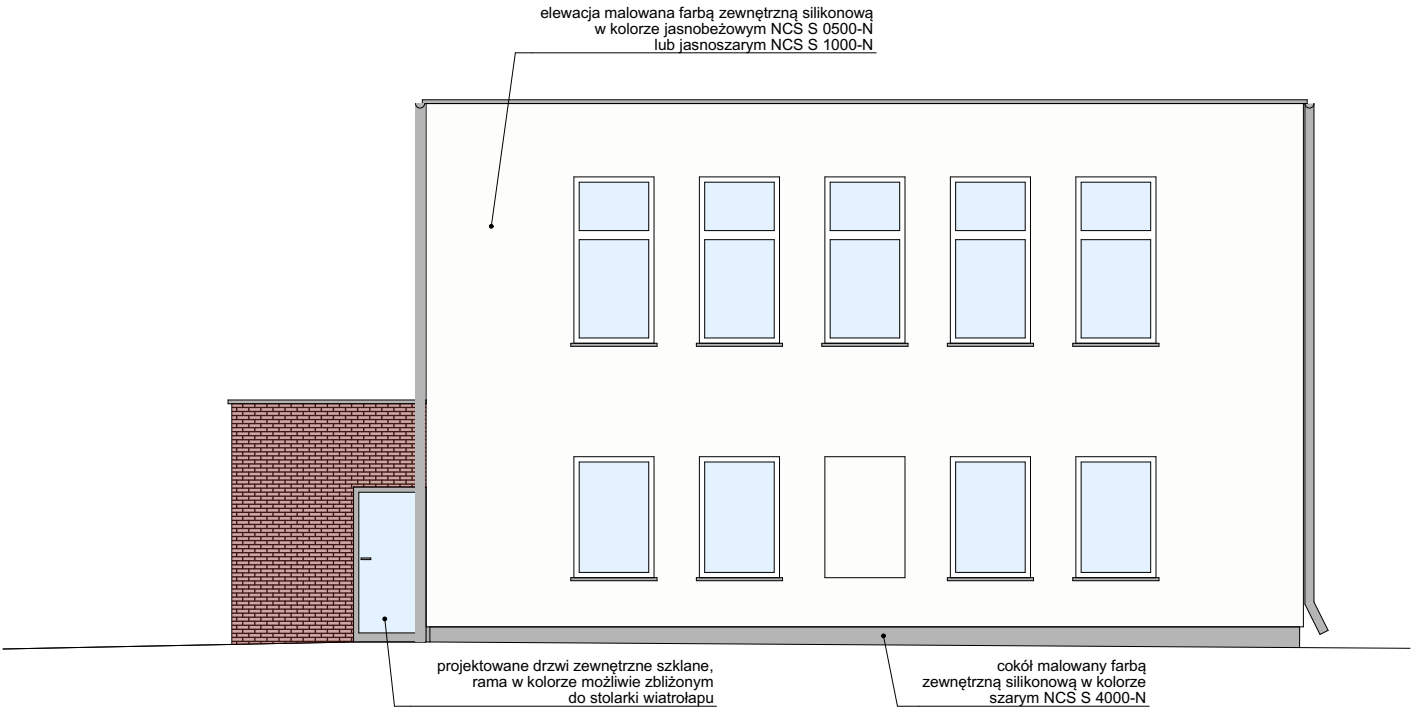 elewacja malowana farbą zewnętrzną silikonową
w kolorze jasnobeżowym NCS S 0500-N
lub jasnoszarym NCS S 1000-N
projektowane drzwi zewnętrzne szklane,
rama w kolorze możliwie zbliżonym
do stolarki wiatrołapu
cokół malowany farbą
zewnętrzną silikonową w kolorze
szarym NCS S 4000-N